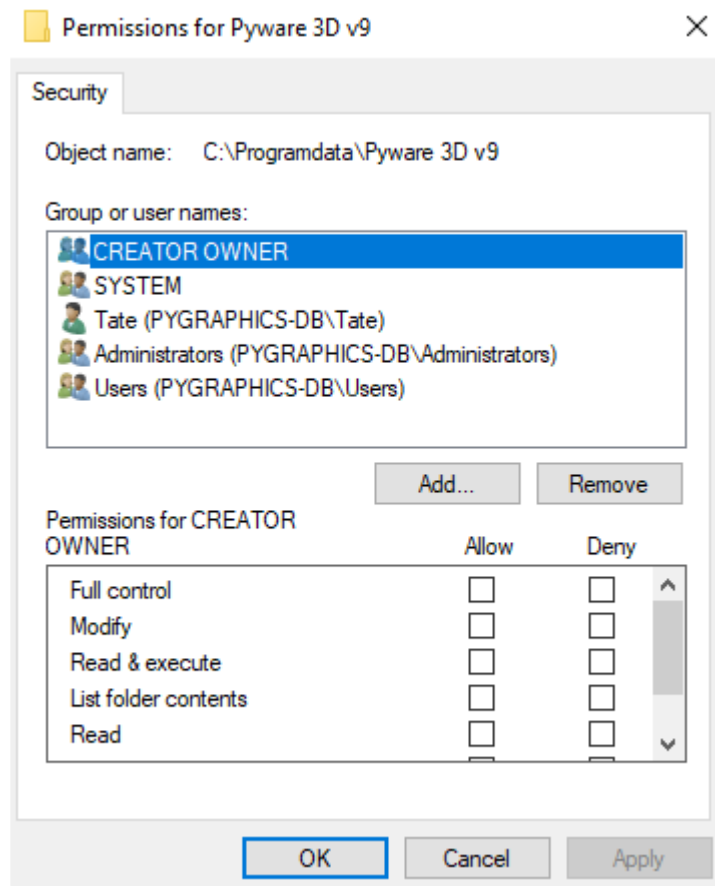 Permissions for Pyware 3D v9
Security
Object name: C:\Programdata\Pyware 3D v9
Group or user names:
CREATOR OWNER
SYSTEM
Tate (PYGRAPHICS-DB\Tate)
Administrators (PYGRAPHICS-DB\Administrators)
Users (PYGRAPHICS-DB\Users)
Add... Remove
Permissions for CREATOR
OWNER Allow Deny
Full control
Modify
Read & execute
List folder contents
Read
OK Cancel Apply